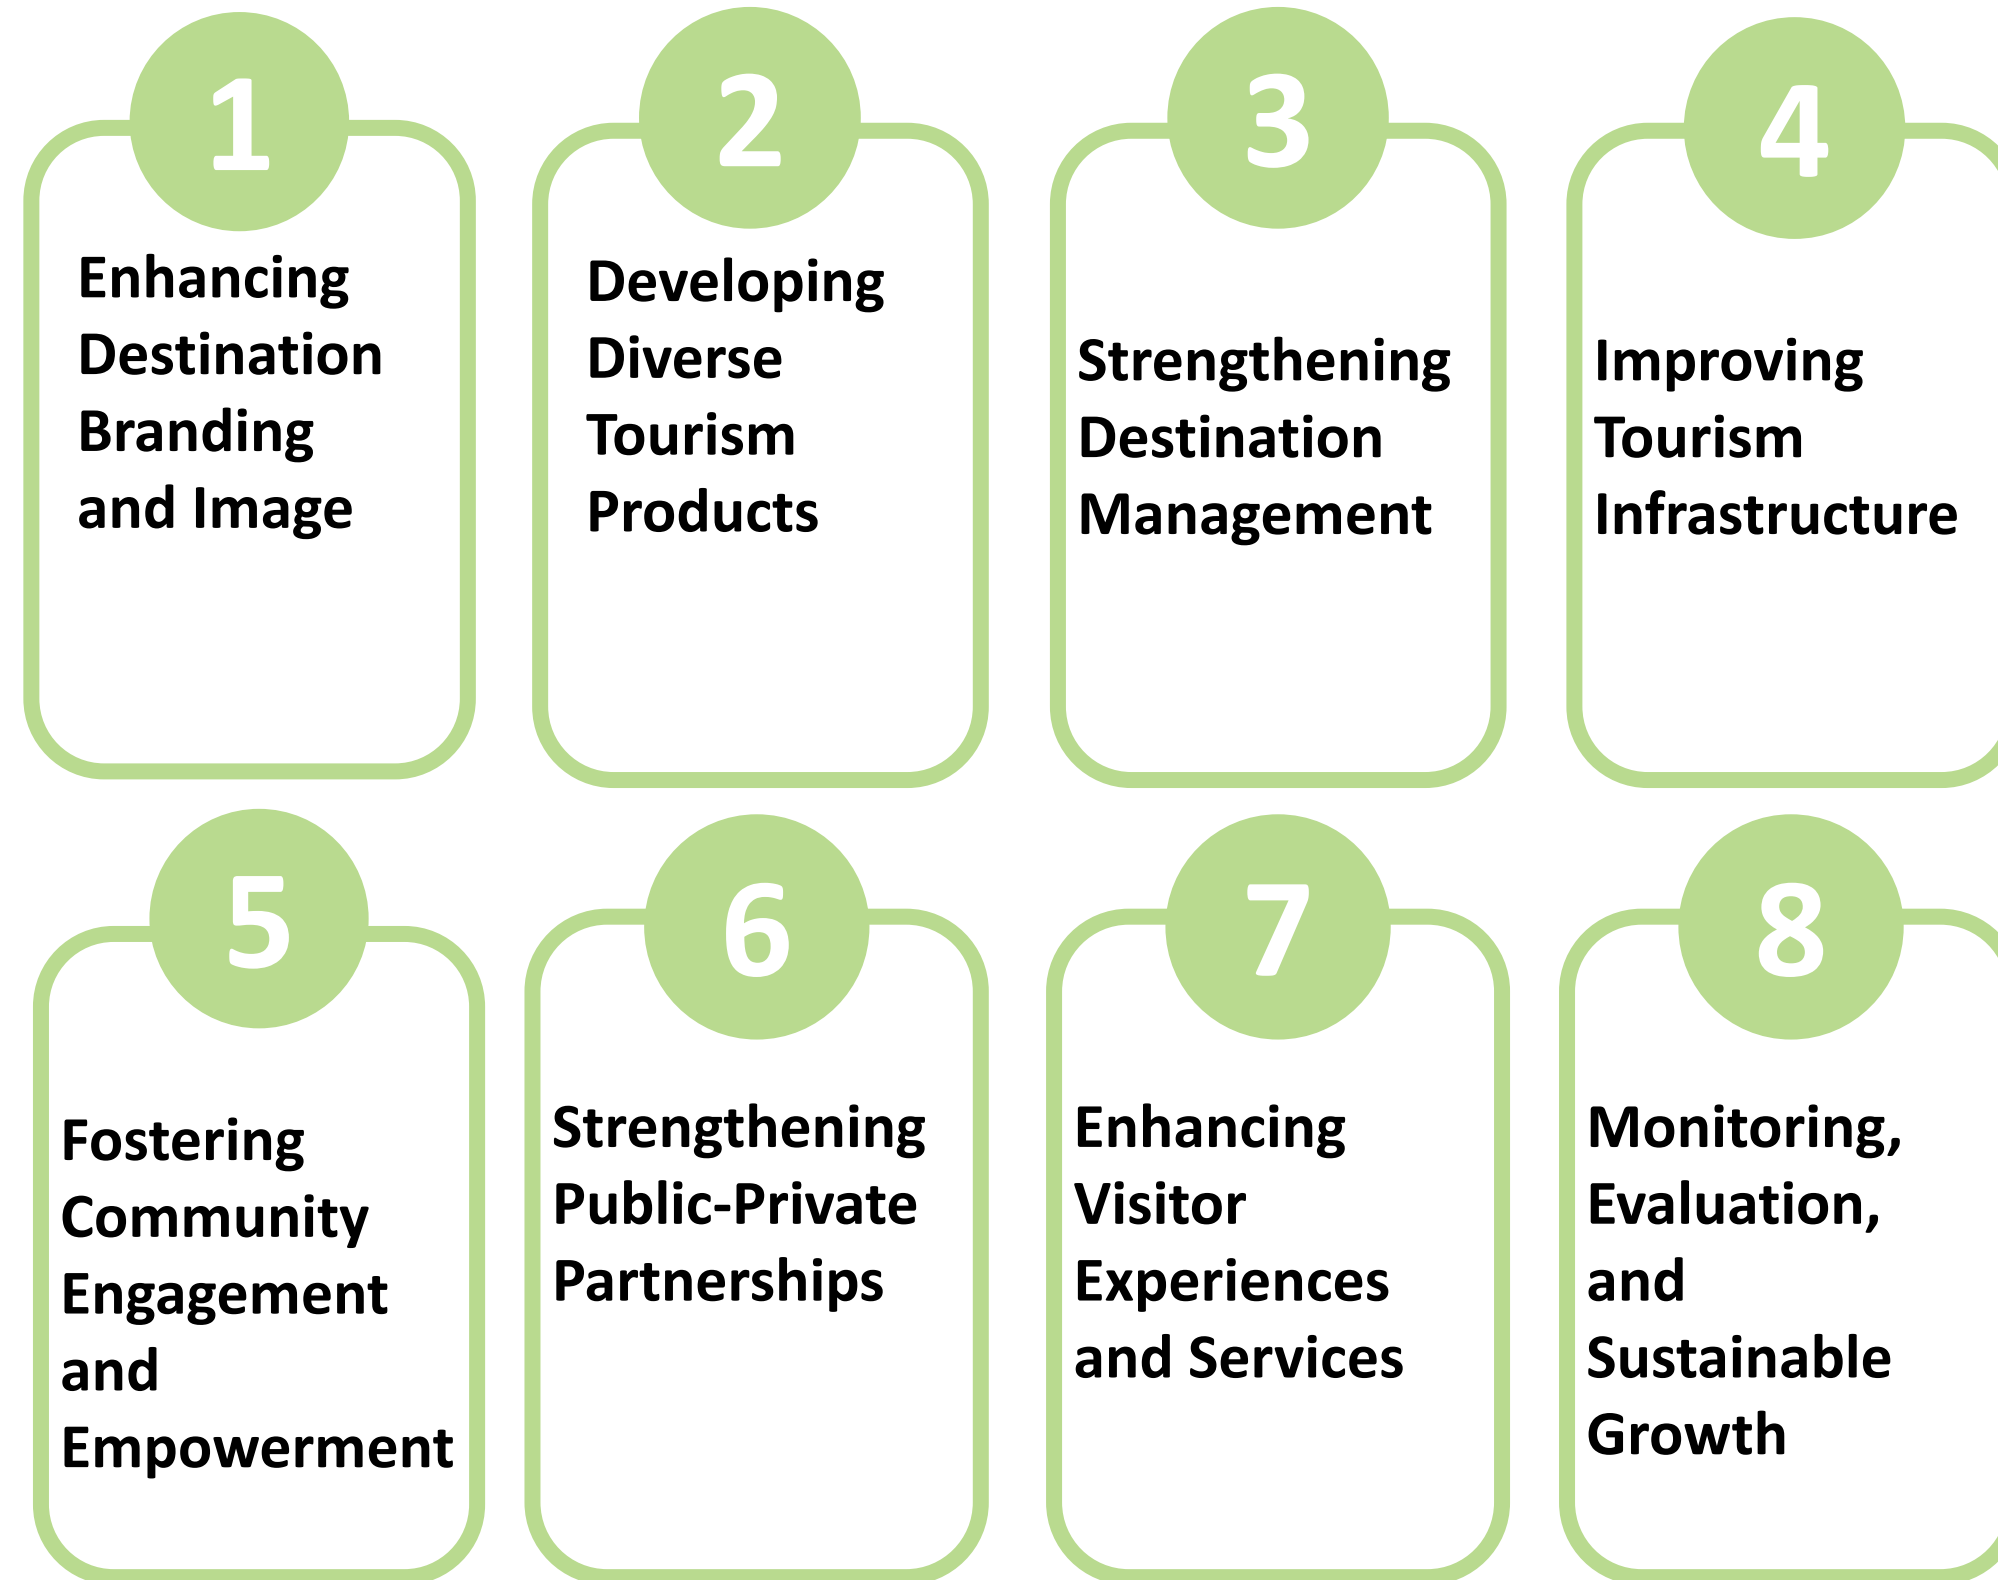 1
Enhancing
Destination
Branding
and Image
2
Developing
Diverse
Tourism
Products
3
Strengthening
Destination
Management
4
Improving
Tourism
Infrastructure
5
Fostering
Community
Engagement
and
Empowerment
6
Strengthening
Public-Private
Partnerships
7
Enhancing
Visitor
Experiences
and Services
8
Monitoring,
Evaluation,
and
Sustainable
Growth